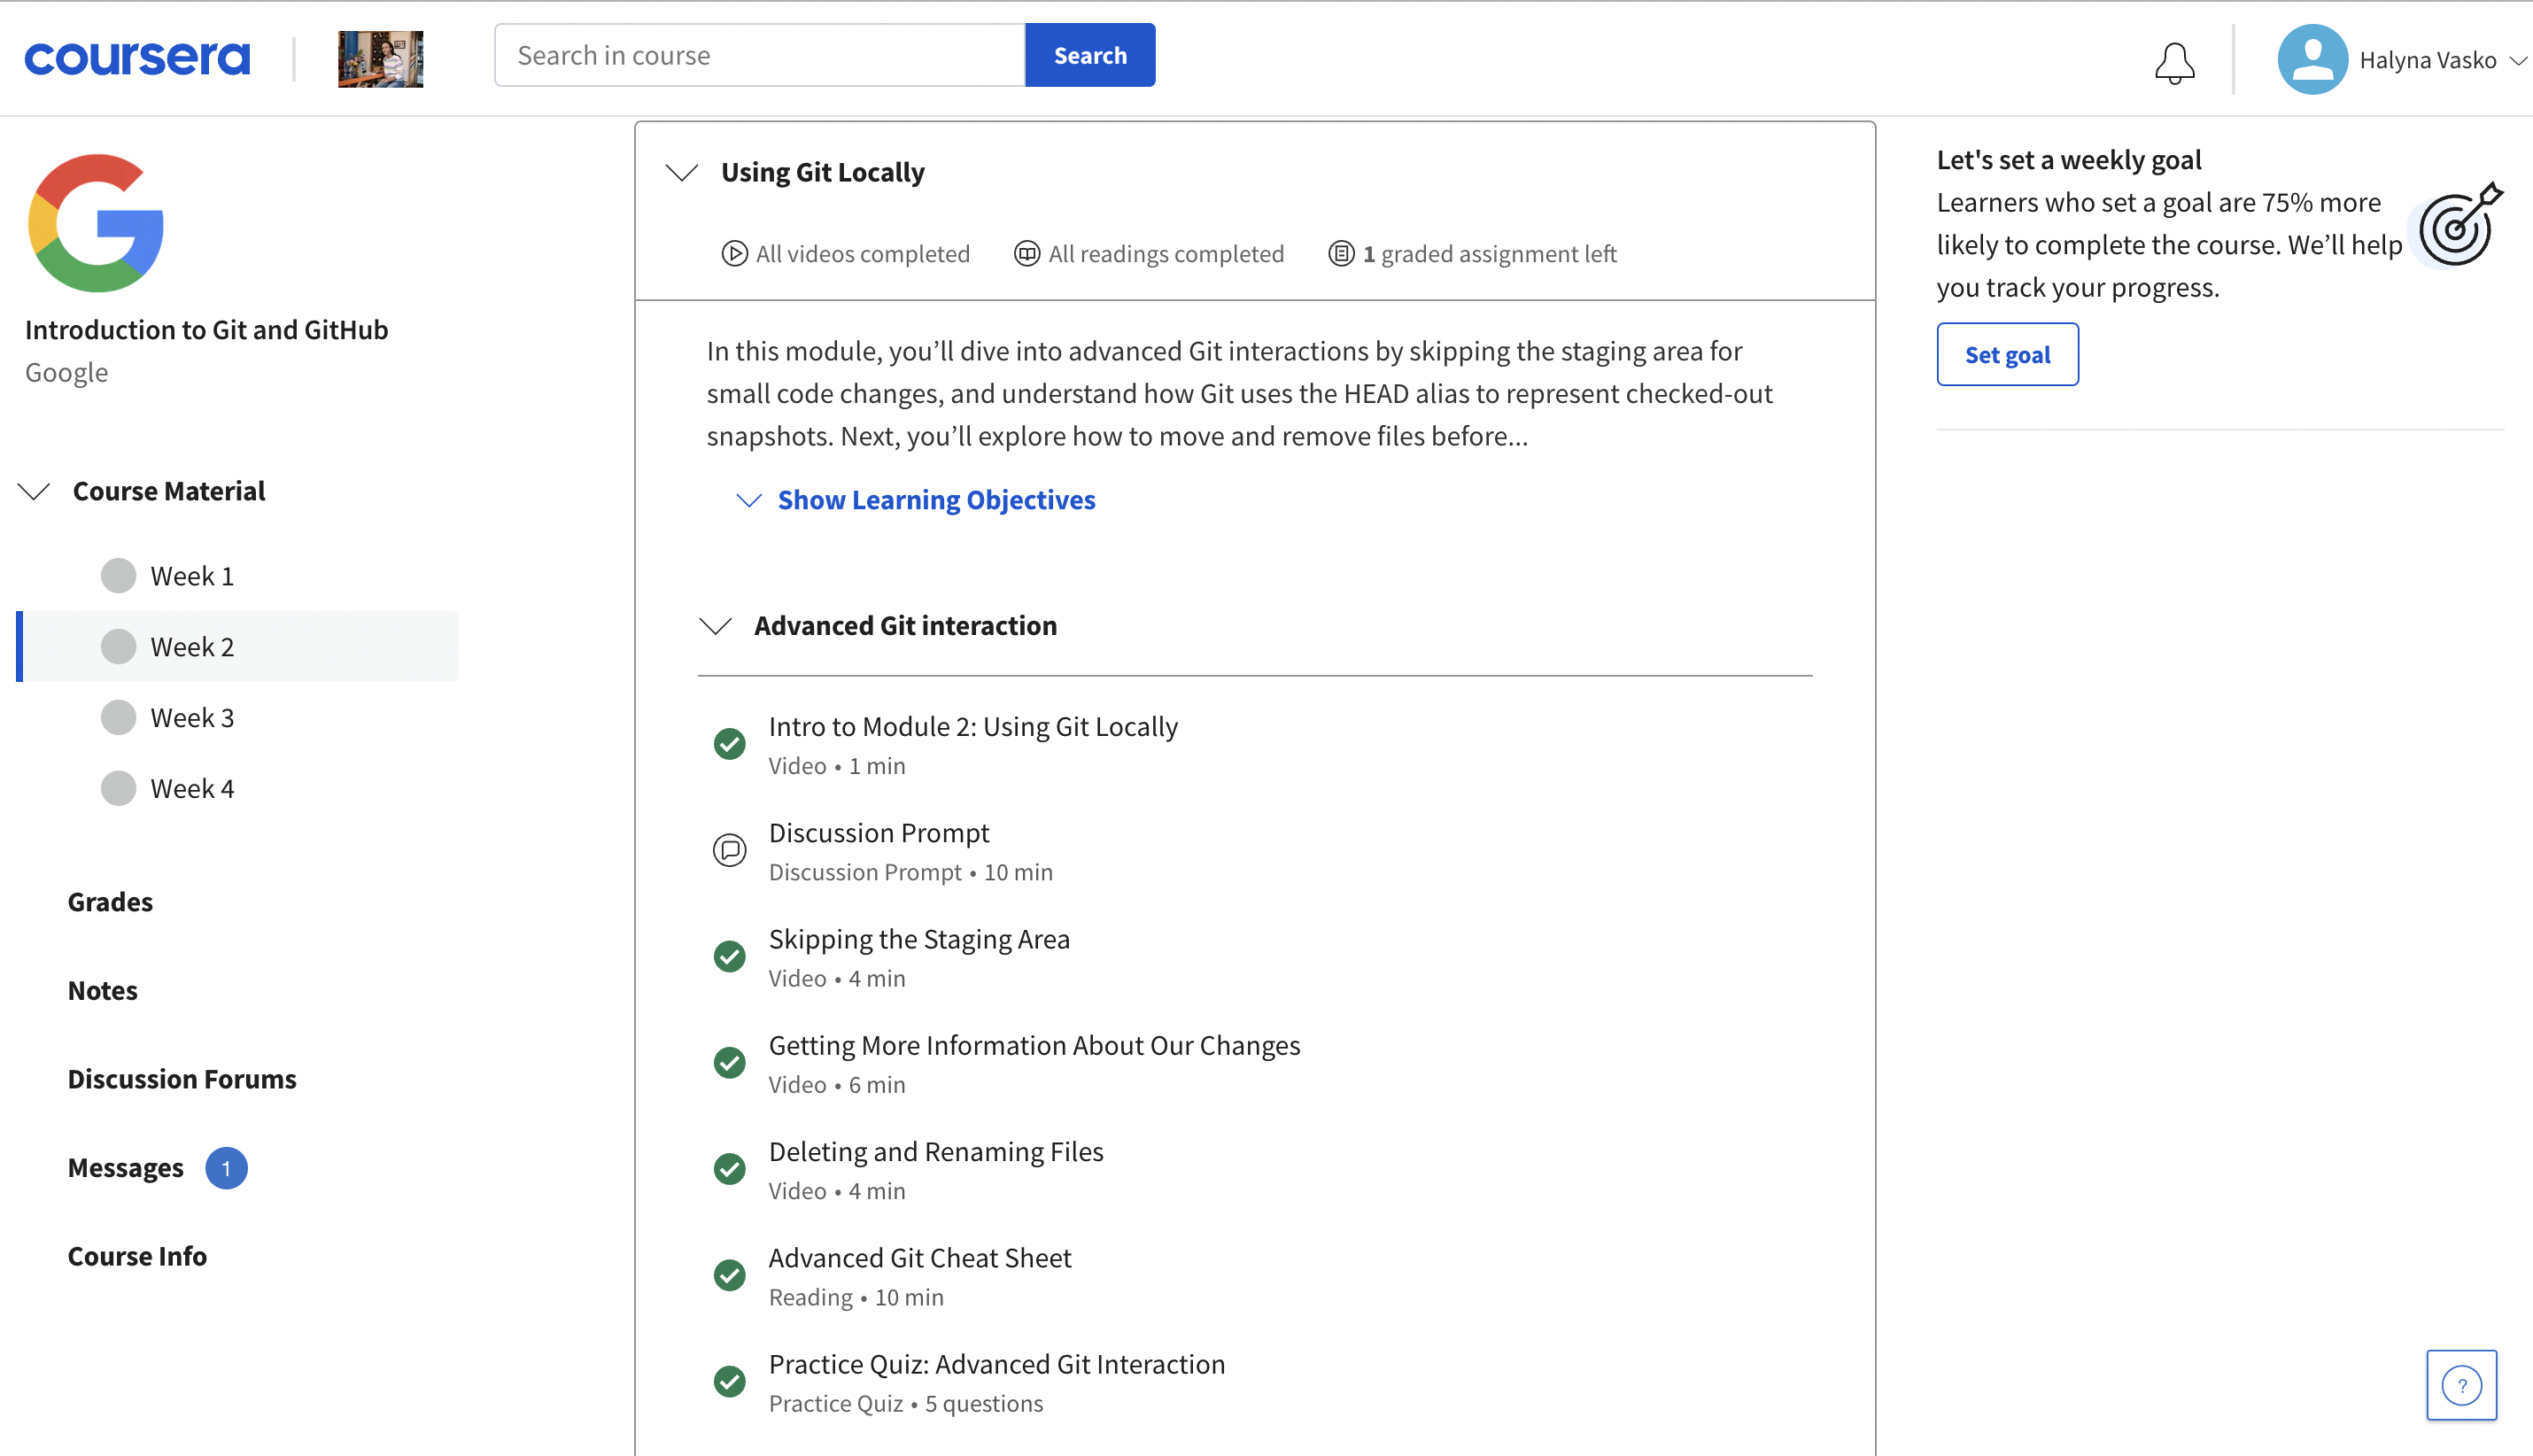 coursera
Search in course
Search
Halyna Vasko
Introduction to Git and GitHub
Google
Course Material
Week 1
Week 2
Week 3
Week 4
Grades
Notes
Discussion Forums
Messages 1
Course Info
Using Git Locally
All videos completed
All readings completed
1 graded assignment left
In this module, you’ll dive into advanced Git interactions by skipping the staging area for
small code changes, and understand how Git uses the HEAD alias to represent checked-out
snapshots. Next, you’ll explore how to move and remove files before...
Show Learning Objectives
Advanced Git interaction
Intro to Module 2: Using Git Locally
Video • 1 min
Discussion Prompt
Discussion Prompt • 10 min
Skipping the Staging Area
Video • 4 min
Getting More Information About Our Changes
Video • 6 min
Deleting and Renaming Files
Video • 4 min
Advanced Git Cheat Sheet
Reading • 10 min
Practice Quiz: Advanced Git Interaction
Practice Quiz • 5 questions
Let's set a weekly goal
Learners who set a goal are 75% more
likely to complete the course. We’ll help
you track your progress.
Set goal
?